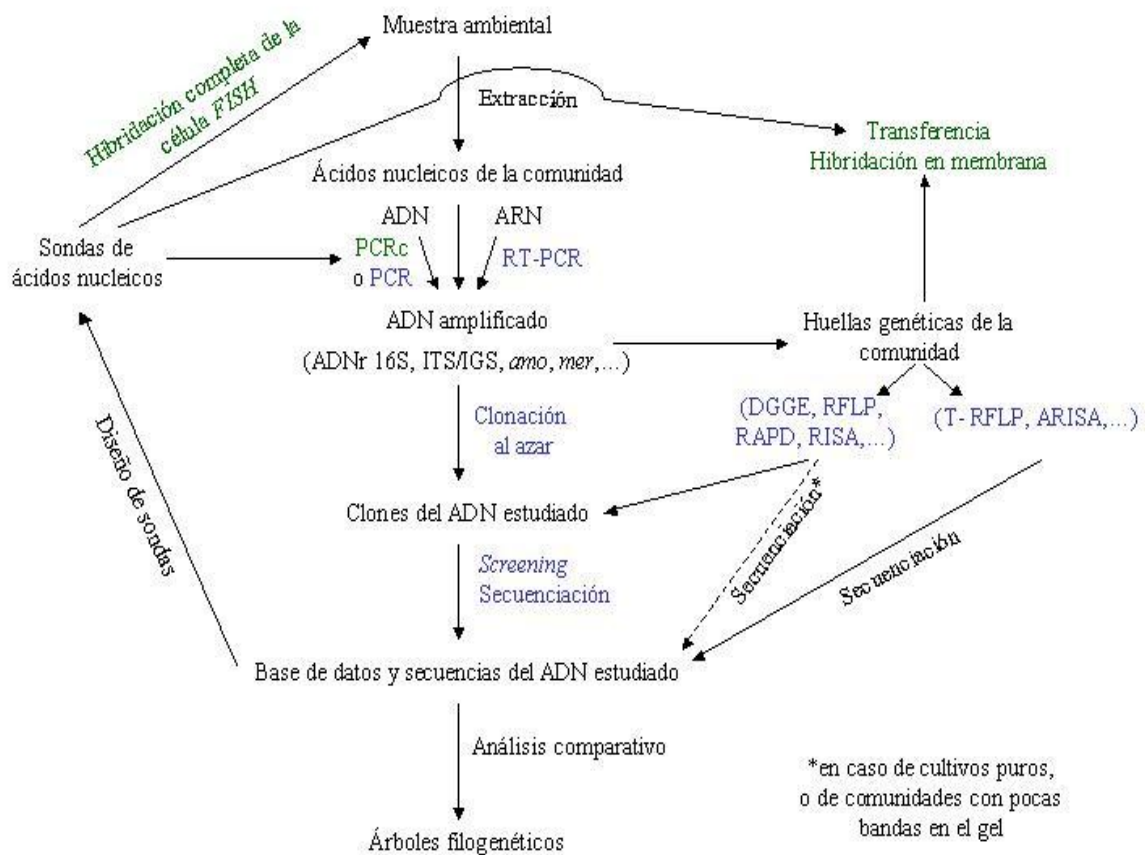 Muestra ambiental
Hibridación completa de la
célula FISH
Extracción
Transferencia
Hibridación en membrana
Ácidos nucleicos de la comunidad
ADN
ARN
Sondas de
ácidos nucleicos
PCRc
o PCR
RT-PCR
ADN amplificado
(ADNr 16S, ITS/IGS, amo, mer,...)
Huellas genéticas de la
comunidad
(DGGE, RFLP,
RAPD, RISA,...)
(T- RFLP, ARISA,...)
Clonación
al azar
Clones del ADN estudiado
Diseño de sondas
Screening
Secuenciación
Secuenciación*
Secuenciación
Base de datos y secuencias del ADN estudiado
Análisis comparativo
Árboles filogenéticos
*en caso de cultivos puros,
o de comunidades con pocas
bandas en el gel